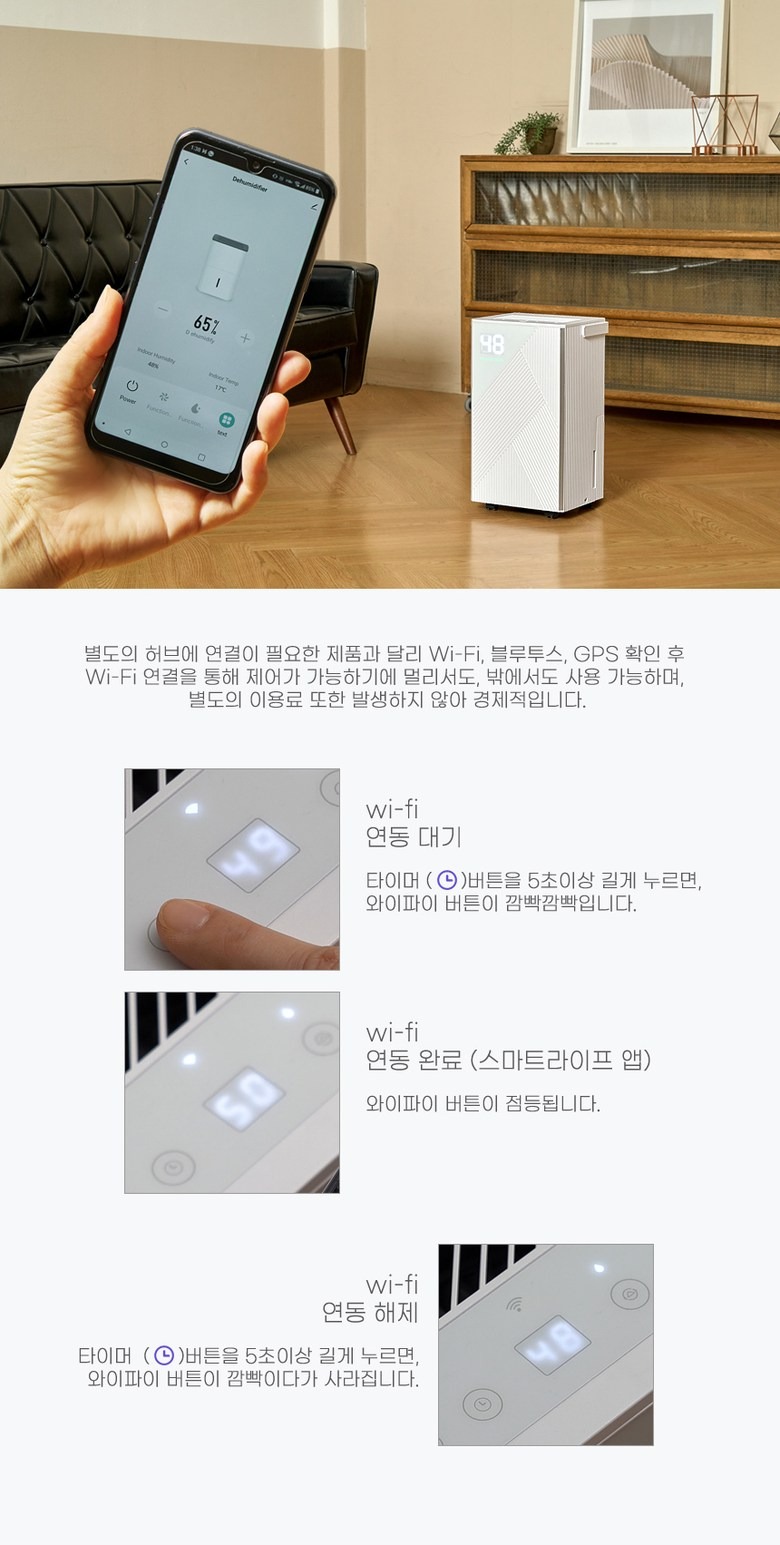 1:38
Dehumidifier
65%
Indoor Humidity
48%
Indoor Temp
17℃
Power
Function...
Function...
text
48
별도의 허브에 연결이 필요한 제품과 달리 Wi-Fi, 블루투스, GPS 확인 후
Wi-Fi 연결을 통해 제어가 가능하기에 멀리서도, 밖에서도 사용 가능하며,
별도의 이용료 또한 발생하지 않아 경제적입니다.
49
wi-fi
연동 대기
타이머 ( )버튼을 5초이상 길게 누르면,
와이파이 버튼이 깜빡깜빡입니다.
50
wi-fi
연동 완료 (스마트라이프 앱)
와이파이 버튼이 점등됩니다.
wi-fi
연동 해제
타이머 ( )버튼을 5초이상 길게 누르면,
와이파이 버튼이 깜빡이다가 사라집니다.
48